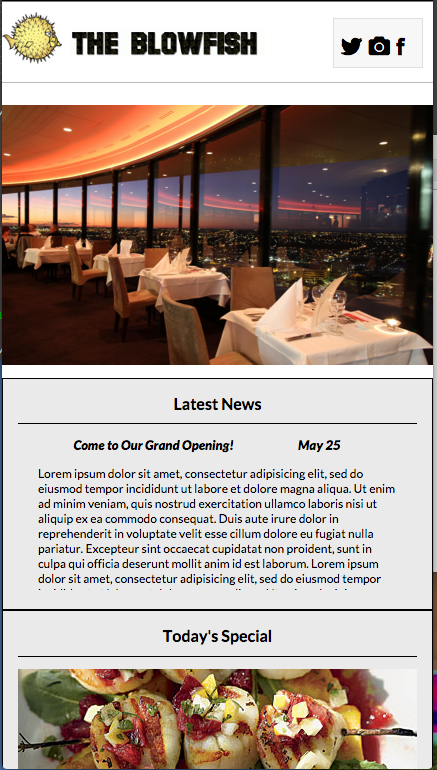 THE BLOWFISH
f
Latest News
Come to Our Grand Opening! May 25
Lorem ipsum dolor sit amet, consectetur adipisicing elit, sed do
eiusmod tempor incididunt ut labore et dolore magna aliqua. Ut enim
ad minim veniam, quis nostrud exercitation ullamco laboris nisi ut
aliquip ex ea commodo consequat. Duis aute irure dolor in
reprehenderit in voluptate velit esse cillum dolore eu fugiat nulla
pariatur. Excepteur sint occaecat cupidatat non proident, sunt in
culpa qui officia deserunt mollit anim id est laborum. Lorem ipsum
dolor sit amet, consectetur adipisicing elit, sed do eiusmod tempor
Today's Special